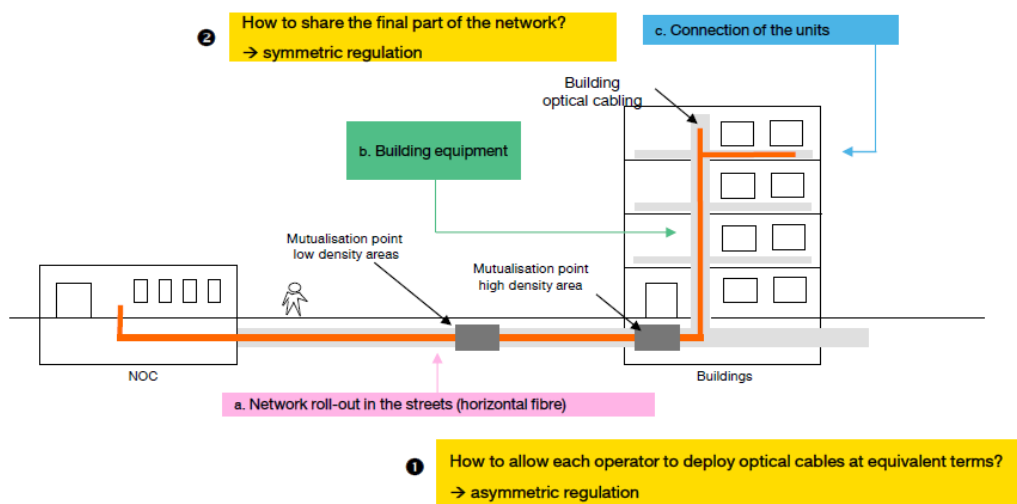 ❷
How to share the final part of the network?
→ symmetric regulation
c. Connection of the units
Building
optical cabling
b. Building equipment
Mutualisation point
low density areas
Mutualisation point
high density area
NOC
Buildings
a. Network roll-out in the streets (horizontal fibre)
❶
How to allow each operator to deploy optical cables at equivalent terms?
→ asymmetric regulation